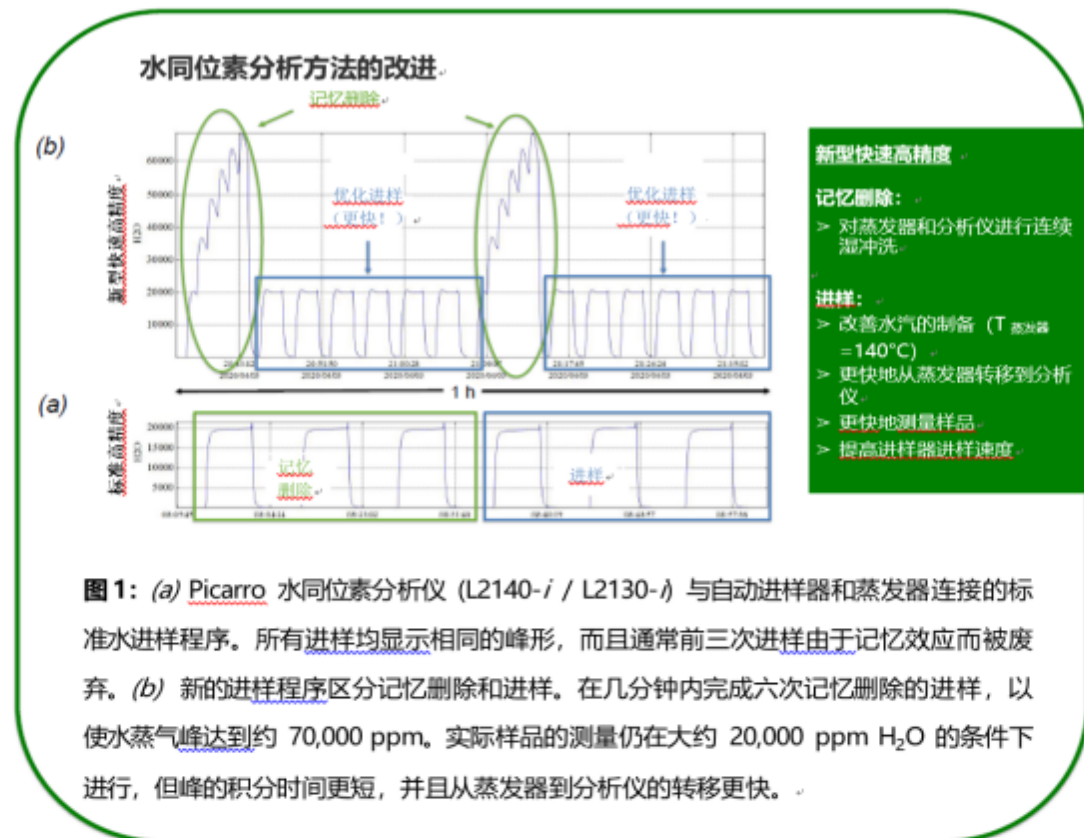 水同位素分析方法的改进
记忆删除
(b)
新型快速高精度
H2O
60000
50000
40000
30000
20000
10000
优化进样
（更快！）
优化进样
（更快！）
1 h
(a)
标准高精度
H2O
20000
15000
10000
5000
记忆
删除
进样
新型快速高精度
记忆删除：
➢ 对蒸发器和分析仪进行连续
湿冲洗
进样：
➢ 改善水汽的制备（T 蒸发器
=140°C）
➢ 更快地从蒸发器转移到分析
仪
➢ 更快地测量样品
➢ 提高进样器进样速度
图1：(a) Picarro 水同位素分析仪 (L2140-i / L2130-i) 与自动进样器和蒸发器连接的标
准水进样程序。所有进样均显示相同的峰形，而且通常前三次进样由于记忆效应而被废
弃。(b) 新的进样程序区分记忆删除和进样。在几分钟内完成六次记忆删除的进样，以
使水蒸气峰达到约 70,000 ppm。实际样品的测量仍在大约 20,000 ppm H₂O 的条件下
进行，但峰的积分时间更短，并且从蒸发器到分析仪的转移更快。